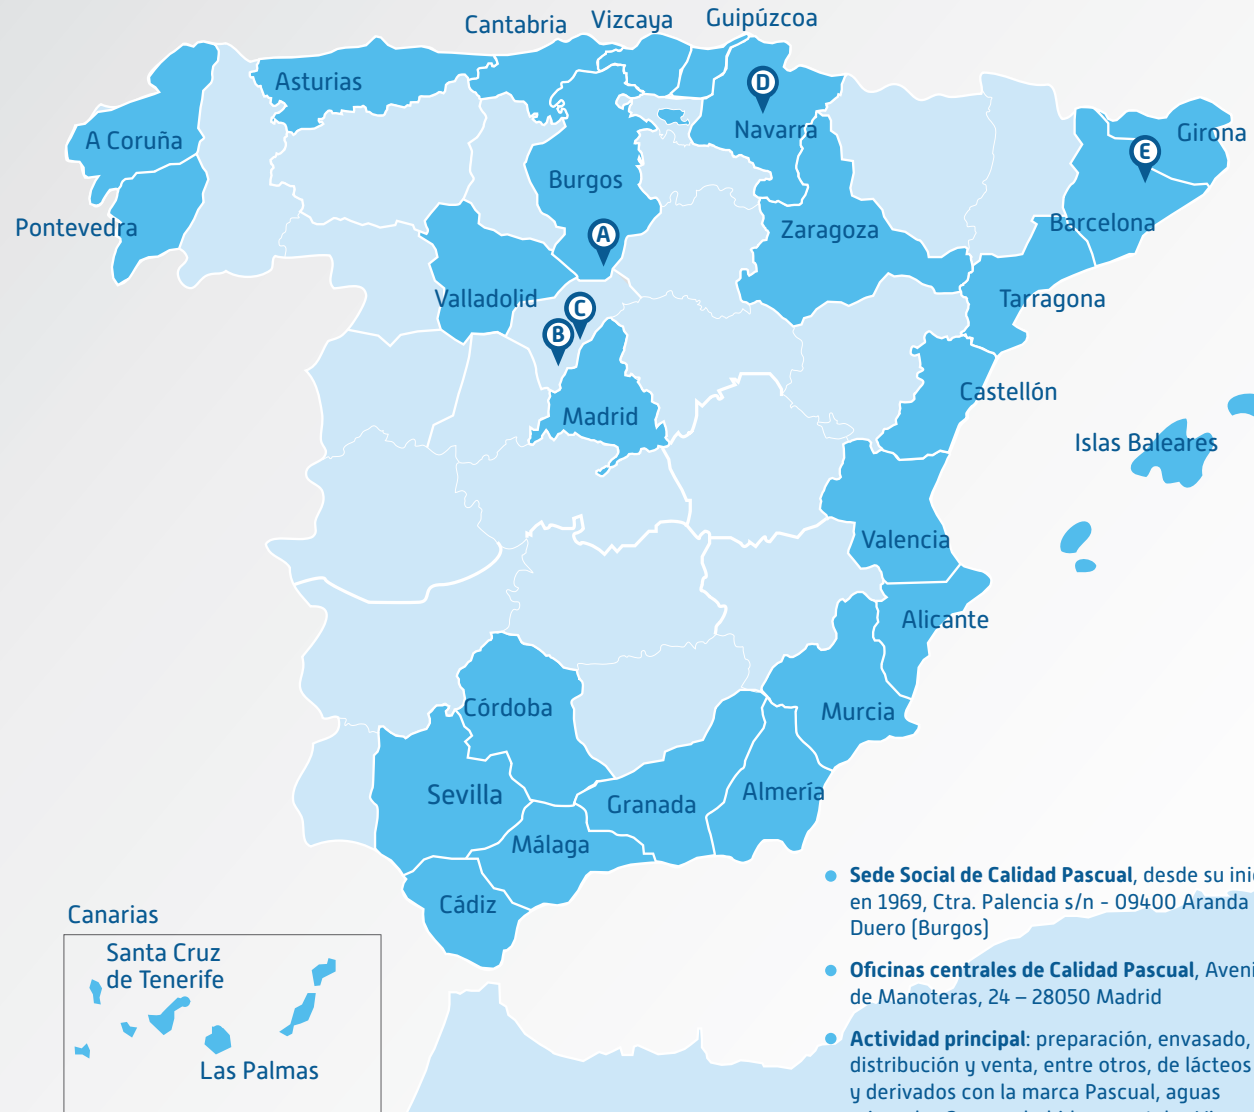 Cantabria
Vizcaya
Guipúzcoa
Asturias
D
A Coruña
Navarra
Girona
E
Burgos
Pontevedra
A
Zaragoza
Barcelona
Valladolid
C
B
Tarragona
Madrid
Castellón
Islas Baleares
Valencia
Alicante
Córdoba
Murcia
Sevilla
Granada
Almería
Málaga
Cádiz
Canarias
Santa Cruz
de Tenerife
Las Palmas
Sede Social de Calidad Pascual, desde su
en 1969, Ctra. Palencia s/n - 09400 Aranda
Duero (Burgos)
Oficinas centrales de Calidad Pascual,
de Manoteras, 24 – 28050 Madrid
Actividad principal: preparación, envasado,
distribución y venta, entre otros, de lácteos
y derivados con la marca Pascual, aguas